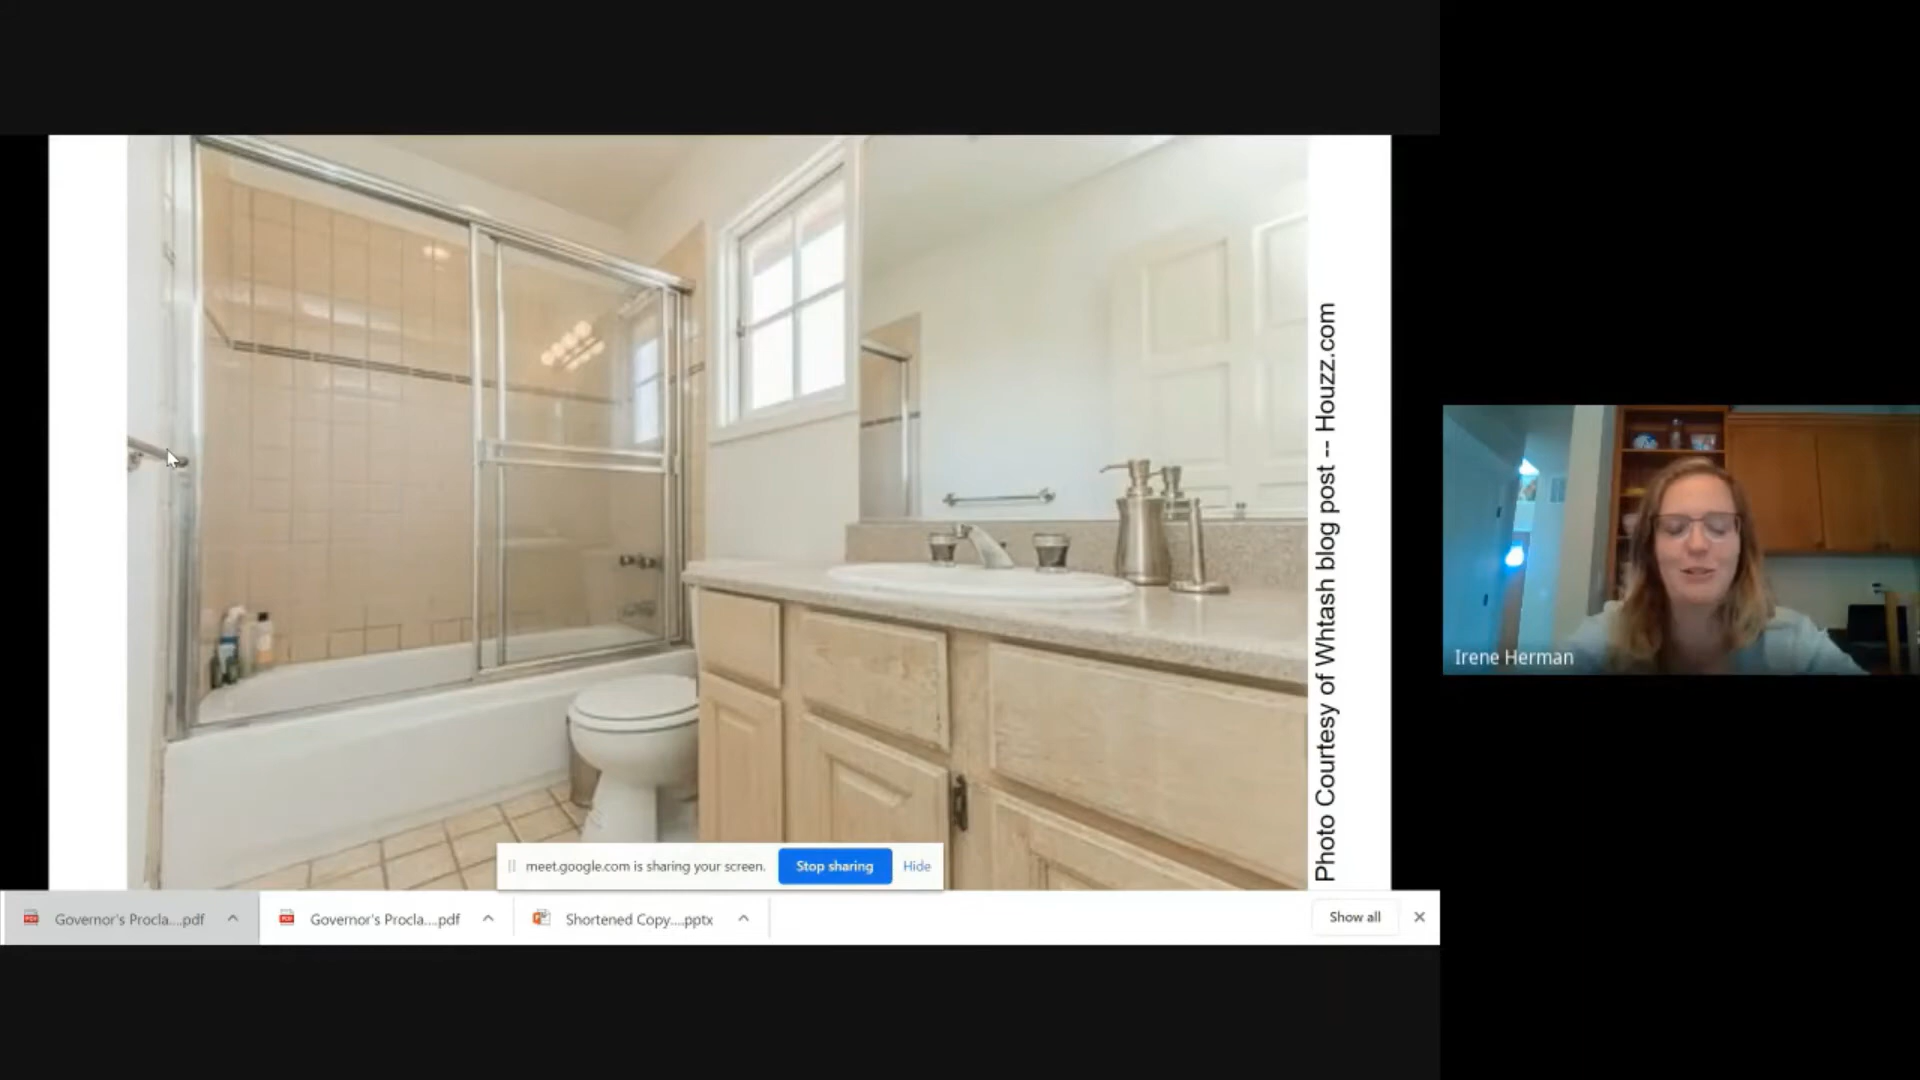 Photo Courtesy of Whtash blog post -- Houzz.com
Irene Herman
meet.google.com is sharing your screen.
Stop sharing
Hide
Governor's Procla....pdf
Governor's Procla....pdf
Shortened Copy....pptx
Show all